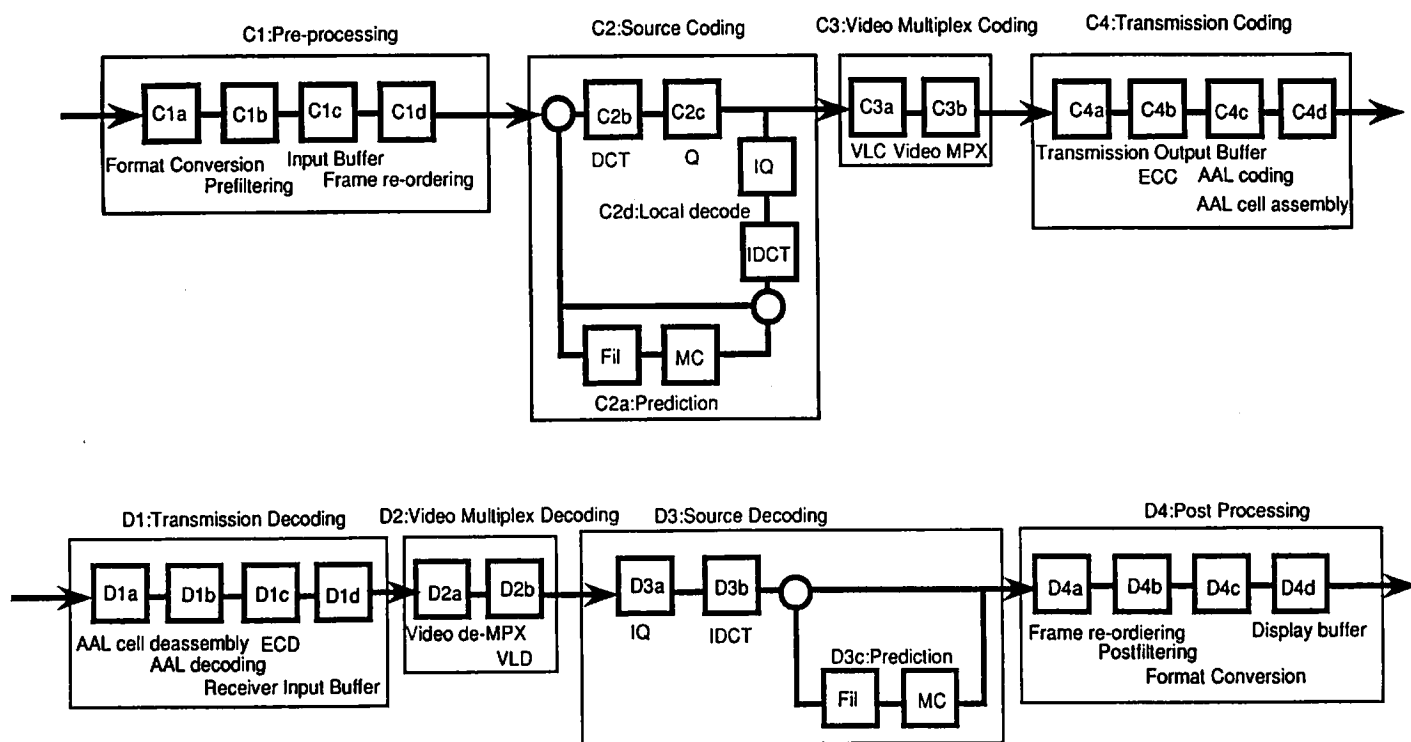 C1:Pre-processing
C2:Source Coding
C3:Video Multiplex Coding
C4:Transmission Coding
C1a
C1b
C1c
C1d
C2b
C2c
C3a
C3b
C4a
C4b
C4c
C4d
Format Conversion
Prefiltering
Input Buffer
Frame re-ordering
DCT
Q
IQ
C2d:Local decode
IDCT
Fil
MC
C2a:Prediction
VLC
Video MPX
Transmission Output Buffer
ECC
AAL coding
AAL cell assembly
D1:Transmission Decoding
D2:Video Multiplex Decoding
D3:Source Decoding
D4:Post Processing
D1a
D1b
D1c
D1d
D2a
D2b
D3a
D3b
D4a
D4b
D4c
D4d
AAL cell deassembly
AAL decoding
ECD
Receiver Input Buffer
Video de-MPX
VLD
IQ
IDCT
D3c:Prediction
Fil
MC
Frame re-ordiering
Postfiltering
Format Conversion
Display buffer